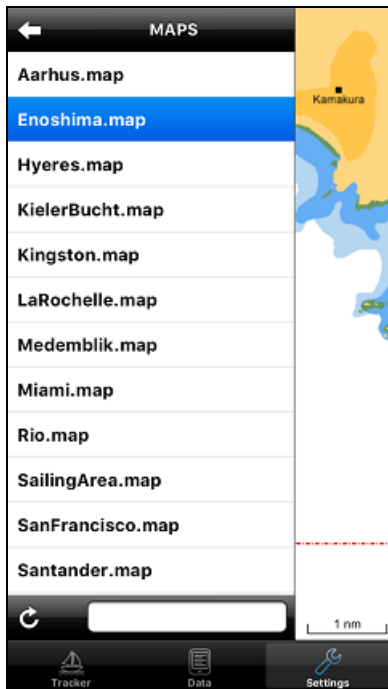 MAPS
Aarhus.map
Enoshima.map
Hyeres.map
KielerBucht.map
Kingston.map
LaRochelle.map
Medemblik.map
Miami.map
Rio.map
SailingArea.map
SanFrancisco.map
Santander.map
Kamakura
1 nm
Tracker Data Settings